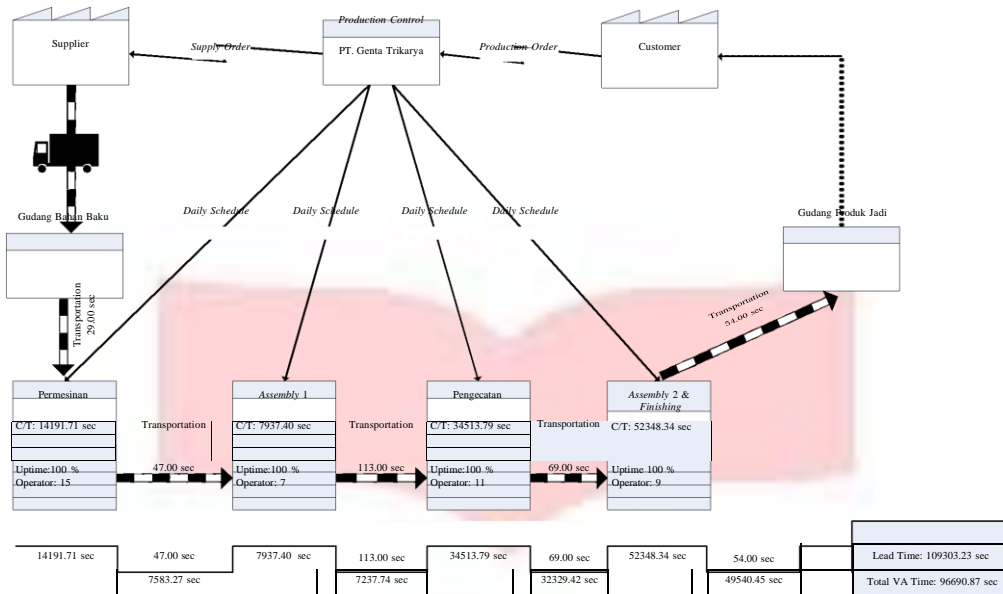 Production Control
Supplier
Supply Order
PT. Genta Trikarya
Production Order
Customer
Gudang Bahan Baku
Daily Schedule
Daily Schedule
Daily Schedule
Daily Schedule
Gudang Produk Jadi
Transportation
29.00 sec
Transportation
54.00 sec
Permesinan
C/T: 14191.71 sec
Uptime:100 %
Operator: 15
Transportation
47.00 sec
Assembly 1
C/T: 7937.40 sec
Uptime:100 %
Operator: 7
Transportation
113.00 sec
Pengecatan
C/T: 34513.79 sec
Uptime:100 %
Operator: 11
Transportation
69.00 sec
Assembly 2 &
Finishing
C/T: 52348.34 sec
Uptime 100 %
Operator: 9
14191.71 sec
47.00 sec
7937.40 sec
113.00 sec
34513.79 sec
69.00 sec
52348.34 sec
54.00 sec
Lead Time: 109303.23 sec
7583.27 sec
7237.74 sec
32329.42 sec
49540.45 sec
Total VA Time: 96690.87 sec